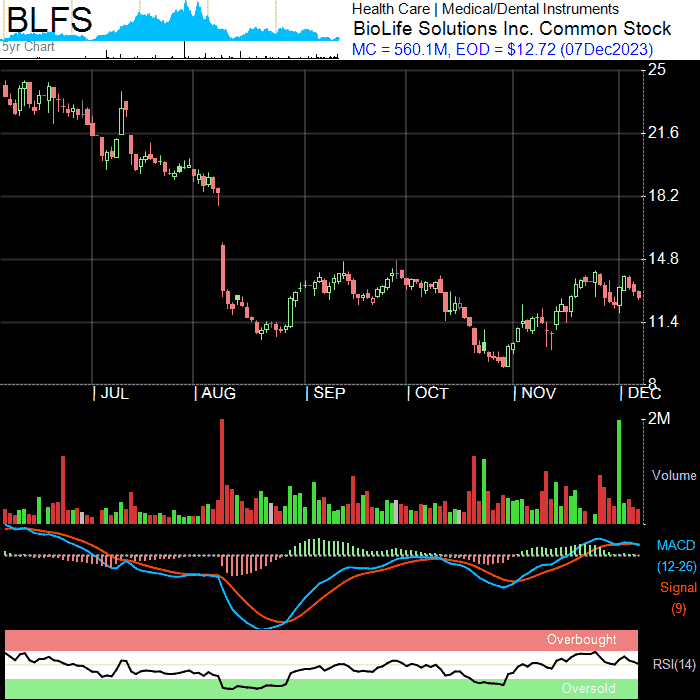 BLFS
5yr Chart
Health Care | Medical/Dental Instruments
BioLife Solutions Inc. Common Stock
MC = 560.1M, EOD = $12.72 (07Dec2023)
25
21.6
18.2
14.8
11.4
8
JUL AUG SEP OCT NOV DEC
2M
Volume
MACD
(12-26)
Signal
(9)
Overbought
RSI(14)
Oversold